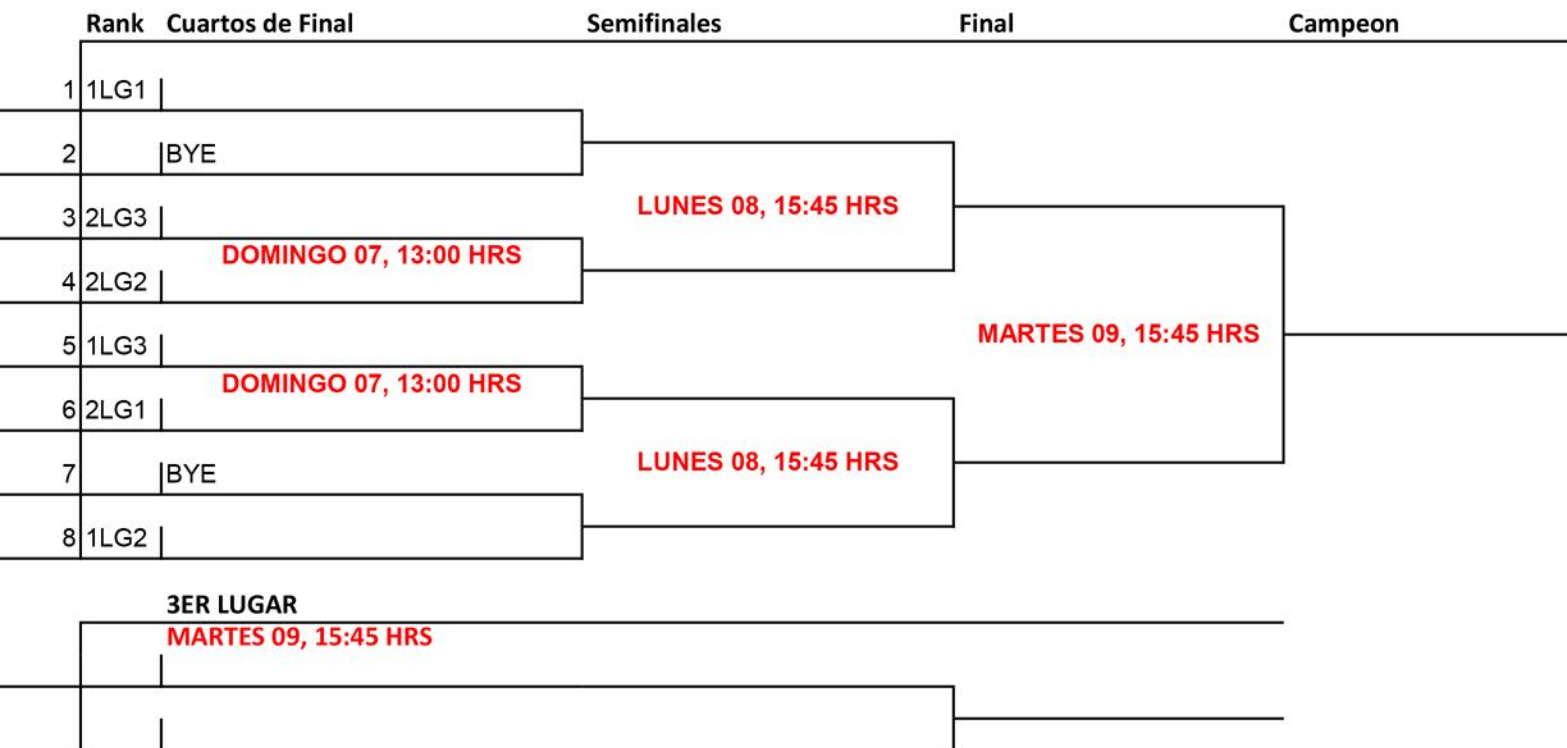 Rank Cuartos de Final Semifinales Final Campeon
1 1LG1
2 BYE
LUNES 08, 15:45 HRS
3 2LG3
DOMINGO 07, 13:00 HRS
4 2LG2
MARTES 09, 15:45 HRS
5 1LG3
DOMINGO 07, 13:00 HRS
6 2LG1
LUNES 08, 15:45 HRS
7 BYE
8 1LG2
3ER LUGAR
MARTES 09, 15:45 HRS